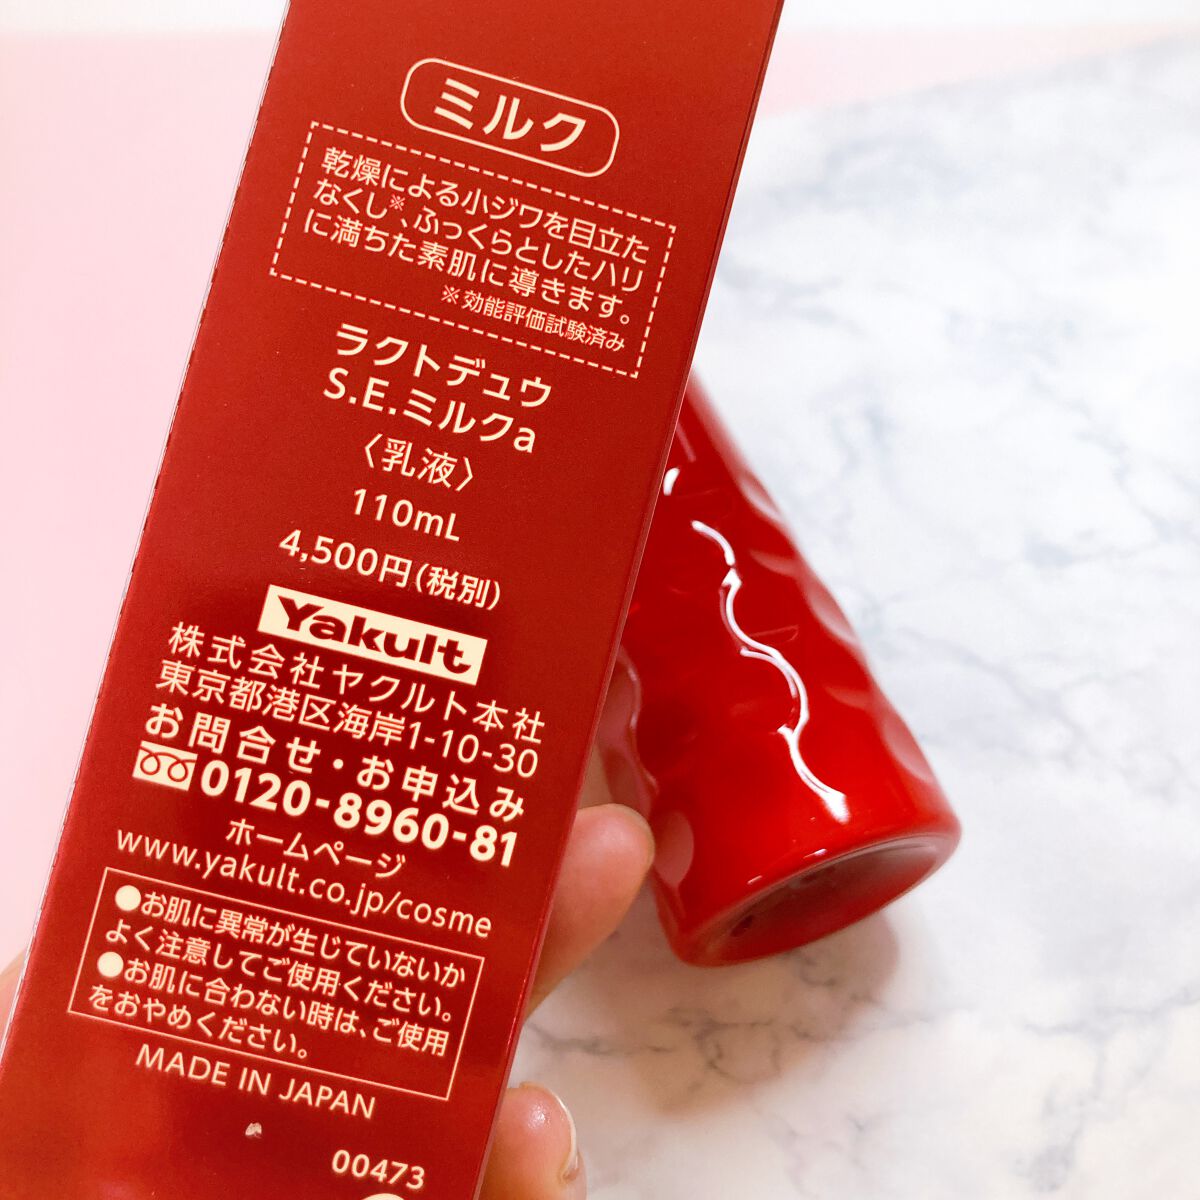 ミルク
乾燥による小ジワを目立た
なくし※、ふっくらとしたハリ
に満ちた素肌に導きます。
※効能評価試験済み
ラクトデュウ
S.E.ミルクa
〈乳液〉
110mL
4,500円(税別)
Yakult
株式会社ヤクルト本社
東京都港区海岸1-10-30
お問合せ・お申込み
0120-8960-81
ホームページ
www.yakult.co.jp/cosme
●お肌に異常が生じていないか
よく注意してご使用ください。
●お肌に合わない時は、ご使用
をおやめください。
MADE IN JAPAN
00473